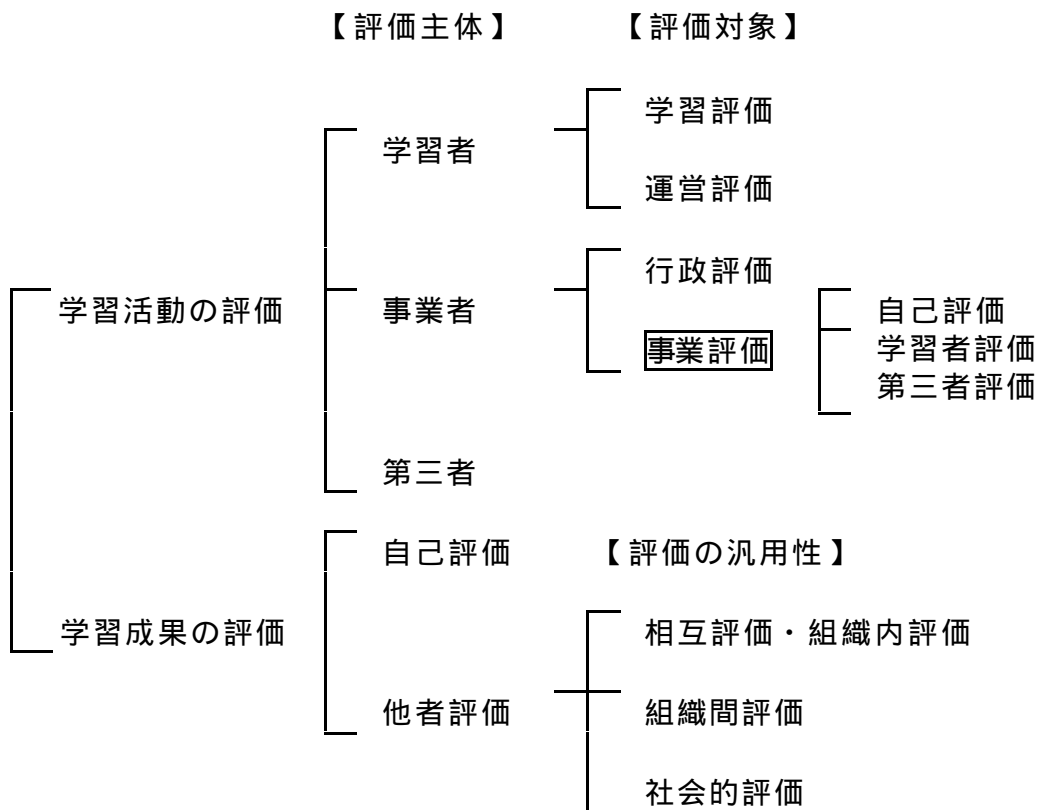 【評価主体】 【評価対象】
学習評価
学習者
運営評価
行政評価
学習活動の評価 事業者 自己評価
事業評価 学習者評価
第三者評価
第三者
自己評価 【評価の汎用性】
学習成果の評価 相互評価・組織内評価
他者評価 組織間評価
社会的評価